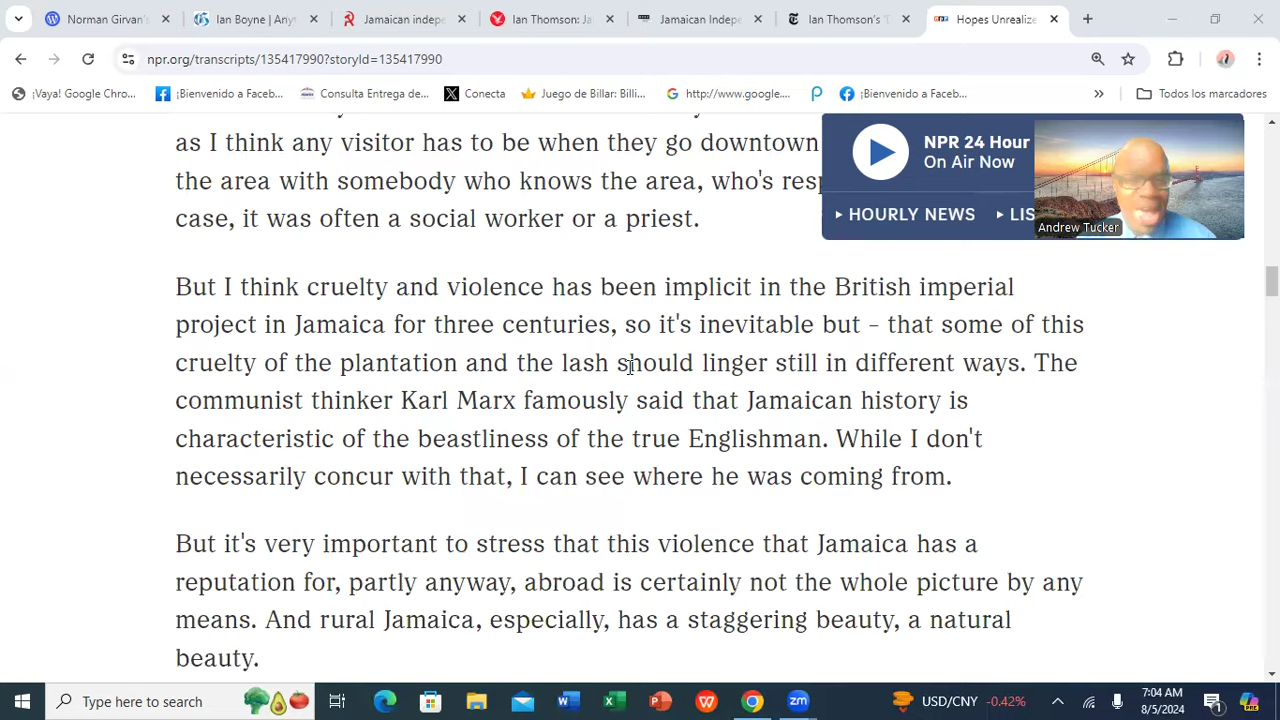 Norman Girvan's
Ian Boyne | Any
Jamaican indepe
Ian Thomson: Ja
Jamaican Indepe
Ian Thomson's 'D
Hopes Unrealize
npr.org/transcripts/135417990?storyId=135417990
¡Vaya! Google Chro...
¡Bienvenido a Faceb...
Consulta Entrega de...
Conecta
Juego de Billar: Billi...
http://www.google....
¡Bienvenido a Faceb...
»
Todos los marcadores
as I think any visitor has to be when they go downtown
the area with somebody who knows the area, who's resp
case, it was often a social worker or a priest.
NPR 24 Hour
On Air Now
HOURLY NEWS
LIS
Andrew Tucker
But I think cruelty and violence has been implicit in the British imperial
project in Jamaica for three centuries, so it's inevitable but - that some of this
cruelty of the plantation and the lash should linger still in different ways. The
communist thinker Karl Marx famously said that Jamaican history is
characteristic of the beastliness of the true Englishman. While I don't
necessarily concur with that, I can see where he was coming from.
But it's very important to stress that this violence that Jamaica has a
reputation for, partly anyway, abroad is certainly not the whole picture by any
means. And rural Jamaica, especially, has a staggering beauty, a natural
beauty.
Type here to search
zm
USD/CNY -0.42%
7:04 AM
8/5/2024